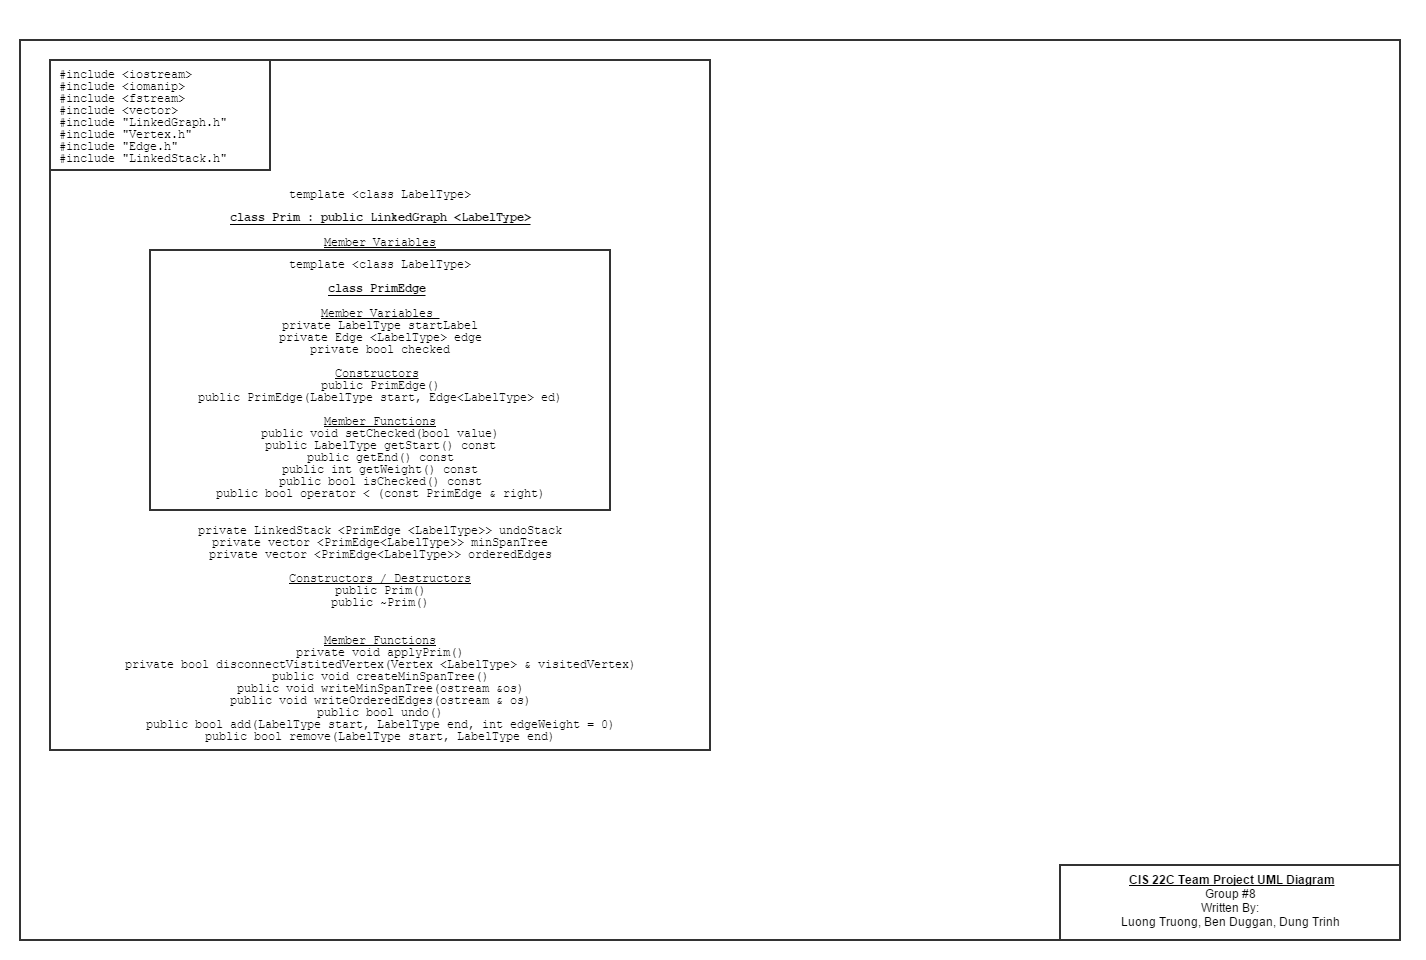 #include <iostream>
#include <iomanip>
#include <fstream>
#include <vector>
#include "LinkedGraph.h"
#include "Vertex.h"
#include "Edge.h"
#include "LinkedStack.h"
template <class LabelType>
class Prim : public LinkedGraph <LabelType>
Member Variables
template <class LabelType>
class PrimEdge
Member Variables
private LabelType startLabel
private Edge <LabelType> edge
private bool checked
Constructors
public PrimEdge()
public PrimEdge(LabelType start, Edge<LabelType> ed)
Member Functions
public void setChecked(bool value)
public LabelType getStart() const
public getEnd() const
public int getWeight() const
public bool isChecked() const
public bool operator < (const PrimEdge & right)
private LinkedStack <PrimEdge <LabelType>> undoStack
private vector <PrimEdge<LabelType>> minSpanTree
private vector <PrimEdge<LabelType>> orderedEdges
Constructors / Destructors
public Prim()
public ~Prim()
Member Functions
private void applyPrim()
private bool disconnectVistitedVertex(Vertex <LabelType> & visitedVertex)
public void createMinSpanTree()
public void writeMinSpanTree(ostream &os)
public void writeOrderedEdges(ostream & os)
public bool undo()
public bool add(LabelType start, LabelType end, int edgeWeight = 0)
public bool remove(LabelType start, LabelType end)
CIS 22C Team Project UML Diagram
Group #8
Written By:
Luong Truong, Ben Duggan, Dung Trinh